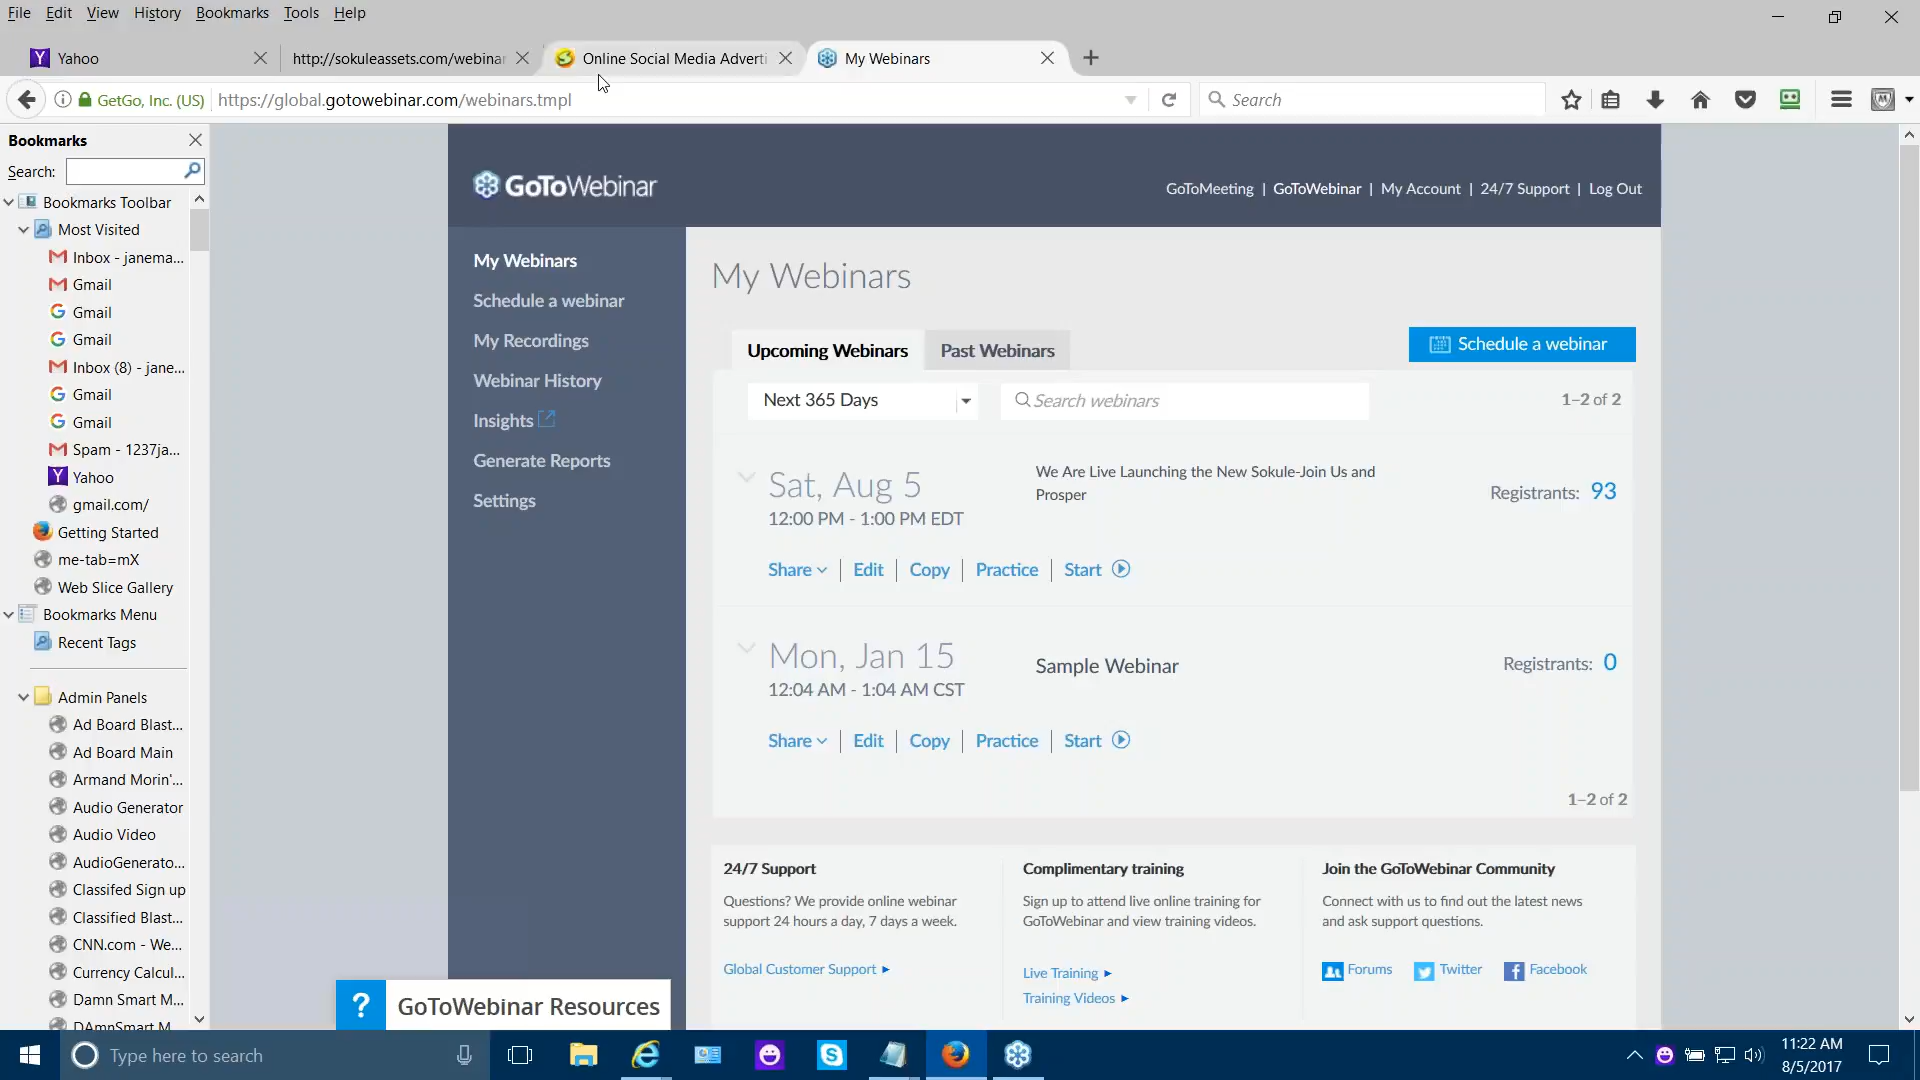 File Edit View History Bookmarks Tools Help
Yahoo
http://sokuleassets.com/webinar
Online Social Media Adverti
My Webinars
GetGo, Inc. (US) https://global.gotowebinar.com/webinars.tmpl
Search
Bookmarks
Search:
Bookmarks Toolbar
Most Visited
Inbox - janema...
Gmail
Gmail
Gmail
Inbox (8) - jane...
Gmail
Gmail
Spam - 1237ja...
Yahoo
gmail.com/
Getting Started
me-tab=mX
Web Slice Gallery
Bookmarks Menu
Recent Tags
Admin Panels
Ad Board Blast...
Ad Board Main
Armand Morin'...
Audio Generator
Audio Video
AudioGenerato...
Classifed Sign up
Classified Blast...
CNN.com - We...
Currency Calcul...
Damn Smart M...
DAmnSmart M
GoToWebinar
GoToMeeting | GoToWebinar | My Account | 24/7 Support | Log Out
My Webinars
Schedule a webinar
My Recordings
Webinar History
Insights
Generate Reports
Settings
My Webinars
Upcoming Webinars
Past Webinars
Schedule a webinar
Next 365 Days
Search webinars
1–2 of 2
Sat, Aug 5
12:00 PM - 1:00 PM EDT
We Are Live Launching the New Sokule-Join Us and
Prosper
Registrants: 93
Share | Edit | Copy | Practice | Start
Mon, Jan 15
12:04 AM - 1:04 AM CST
Sample Webinar
Registrants: 0
Share | Edit | Copy | Practice | Start
1–2 of 2
24/7 Support
Questions? We provide online webinar
support 24 hours a day, 7 days a week.
Global Customer Support
Complimentary training
Sign up to attend live online training for
GoToWebinar and view training videos.
Live Training
Training Videos
Join the GoToWebinar Community
Connect with us to find out the latest news
and ask support questions.
Forums Twitter Facebook
? GoToWebinar Resources
Type here to search
11:22 AM
8/5/2017